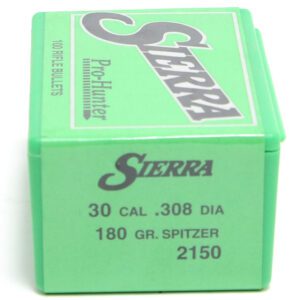 SIERRA
Pro-Hunter
100 RIFLE BULLETS
SIERRA
30 CAL .308 DIA
180 GR. SPITZER
2150